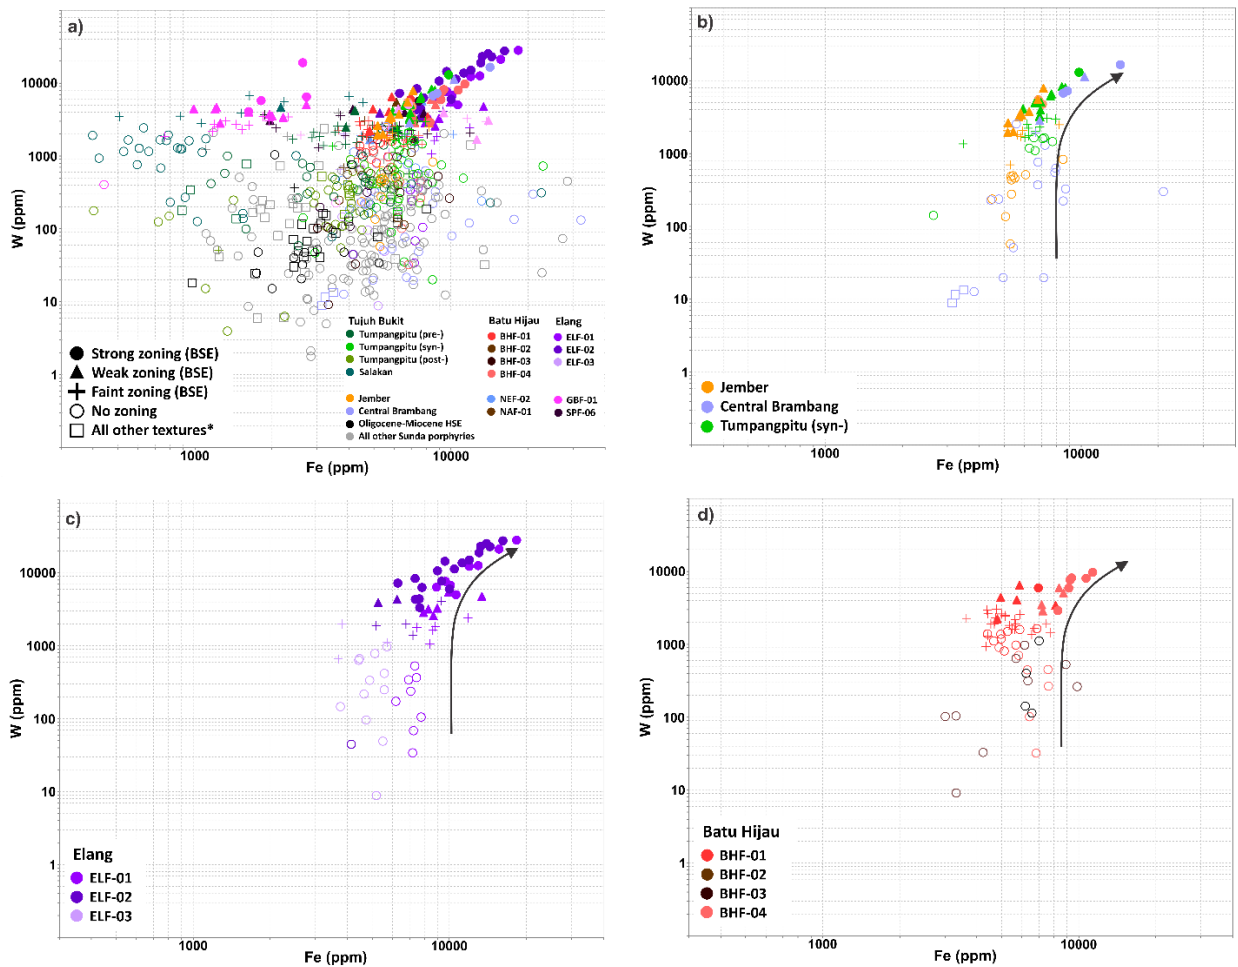 a)
W (ppm)
10000
1000
100
10
1
Strong zoning (BSE)
Weak zoning (BSE)
Faint zoning (BSE)
No zoning
All other textures*
Tujuh Bukit
Tumpangpitu (pre-)
Tumpangpitu (syn-)
Tumpangpitu (post-)
Salakan
Jember
Central Brambang
Oligocene-Miocene HSE
All other Sunda porphyries
Batu Hijau
BHF-01
BHF-02
BHF-03
BHF-04
NEF-02
NAF-01
Elang
ELF-01
ELF-02
ELF-03
GBF-01
SPF-06
1000
10000
Fe (ppm)
b)
W (ppm)
10000
1000
100
10
1
Jember
Central Brambang
Tumpangpitu (syn-)
1000
10000
Fe (ppm)
c)
W (ppm)
10000
1000
100
10
1
Elang
ELF-01
ELF-02
ELF-03
1000
10000
Fe (ppm)
d)
W (ppm)
10000
1000
100
10
1
Batu Hijau
BHF-01
BHF-02
BHF-03
BHF-04
1000
10000
Fe (ppm)